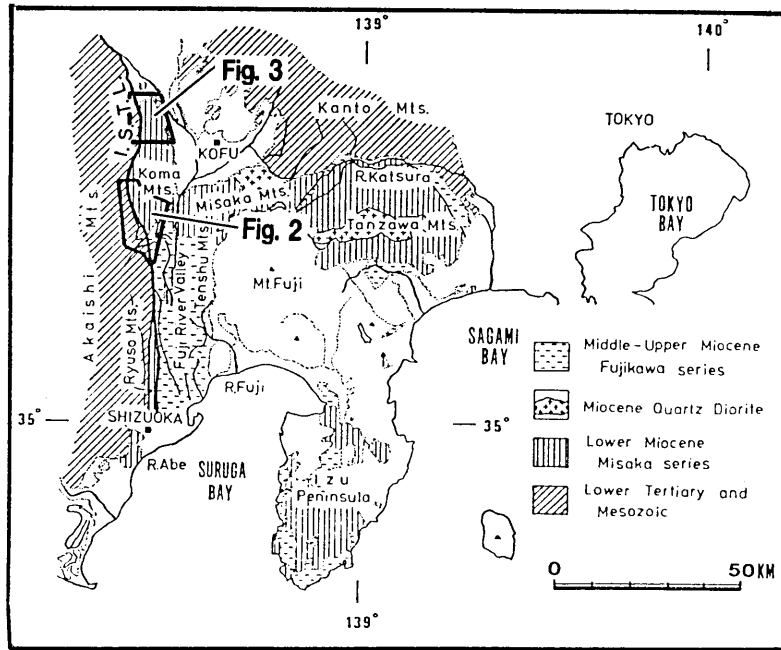 139°
140°
Fig. 3
I.S.-T.L.
Kanto Mts.
TOKYO
KOFU
Koma
Mts.
R.Katsura
Misaka Mts.
TOKYO
BAY
Tanzawa Mts.
Fig. 2
Akaishi Mts.
Fuji River Valley
Tenshu Mts.
Mt.Fuji
Ryuso Mts.
SAGAMI
BAY
Middle-Upper Miocene
Fujikawa series
R.Fuji
Miocene Quartz Diorite
35°
SHIZUOKA
35°
Lower Miocene
Misaka series
R.Abe
SURUGA
BAY
Izu
Peninsula
Lower Tertiary and
Mesozoic
0 50 KM
139°